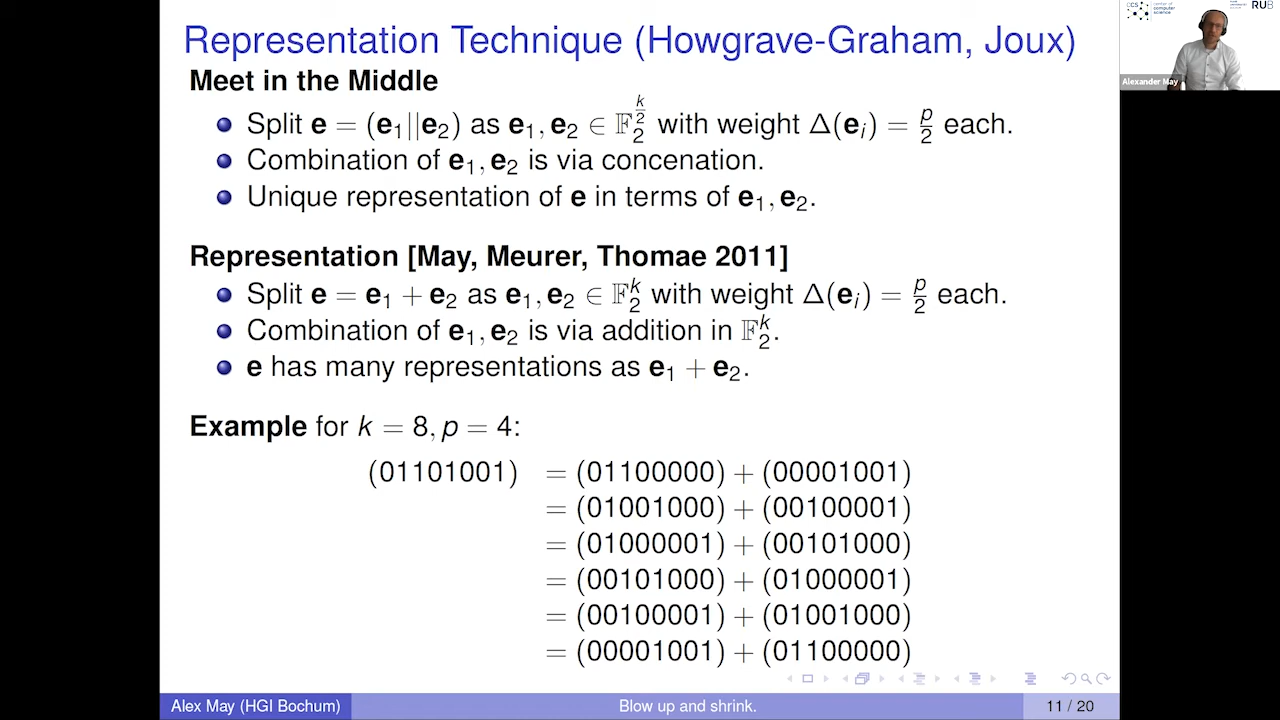 Representation Technique (Howgrave-Graham, Joux)
Meet in the Middle
Split e = (e₁||e₂) as e₁, e₂ ∈ 𝔽₂^{k/2} with weight Δ(eᵢ) = p/2 each.
Combination of e₁, e₂ is via concenation.
Unique representation of e in terms of e₁, e₂.
Representation [May, Meurer, Thomae 2011]
Split e = e₁ + e₂ as e₁, e₂ ∈ 𝔽₂^k with weight Δ(eᵢ) = p/2 each.
Combination of e₁, e₂ is via addition in 𝔽₂^k.
e has many representations as e₁ + e₂.
Example for k = 8, p = 4:
(01101001) = (01100000) + (00001001)
= (01001000) + (00100001)
= (01000001) + (00101000)
= (00101000) + (01000001)
= (00100001) + (01001000)
= (00001001) + (01100000)
Alex May (HGI Bochum) Blow up and shrink. 11 / 20
center of
computer
science
RUB
Alexander May